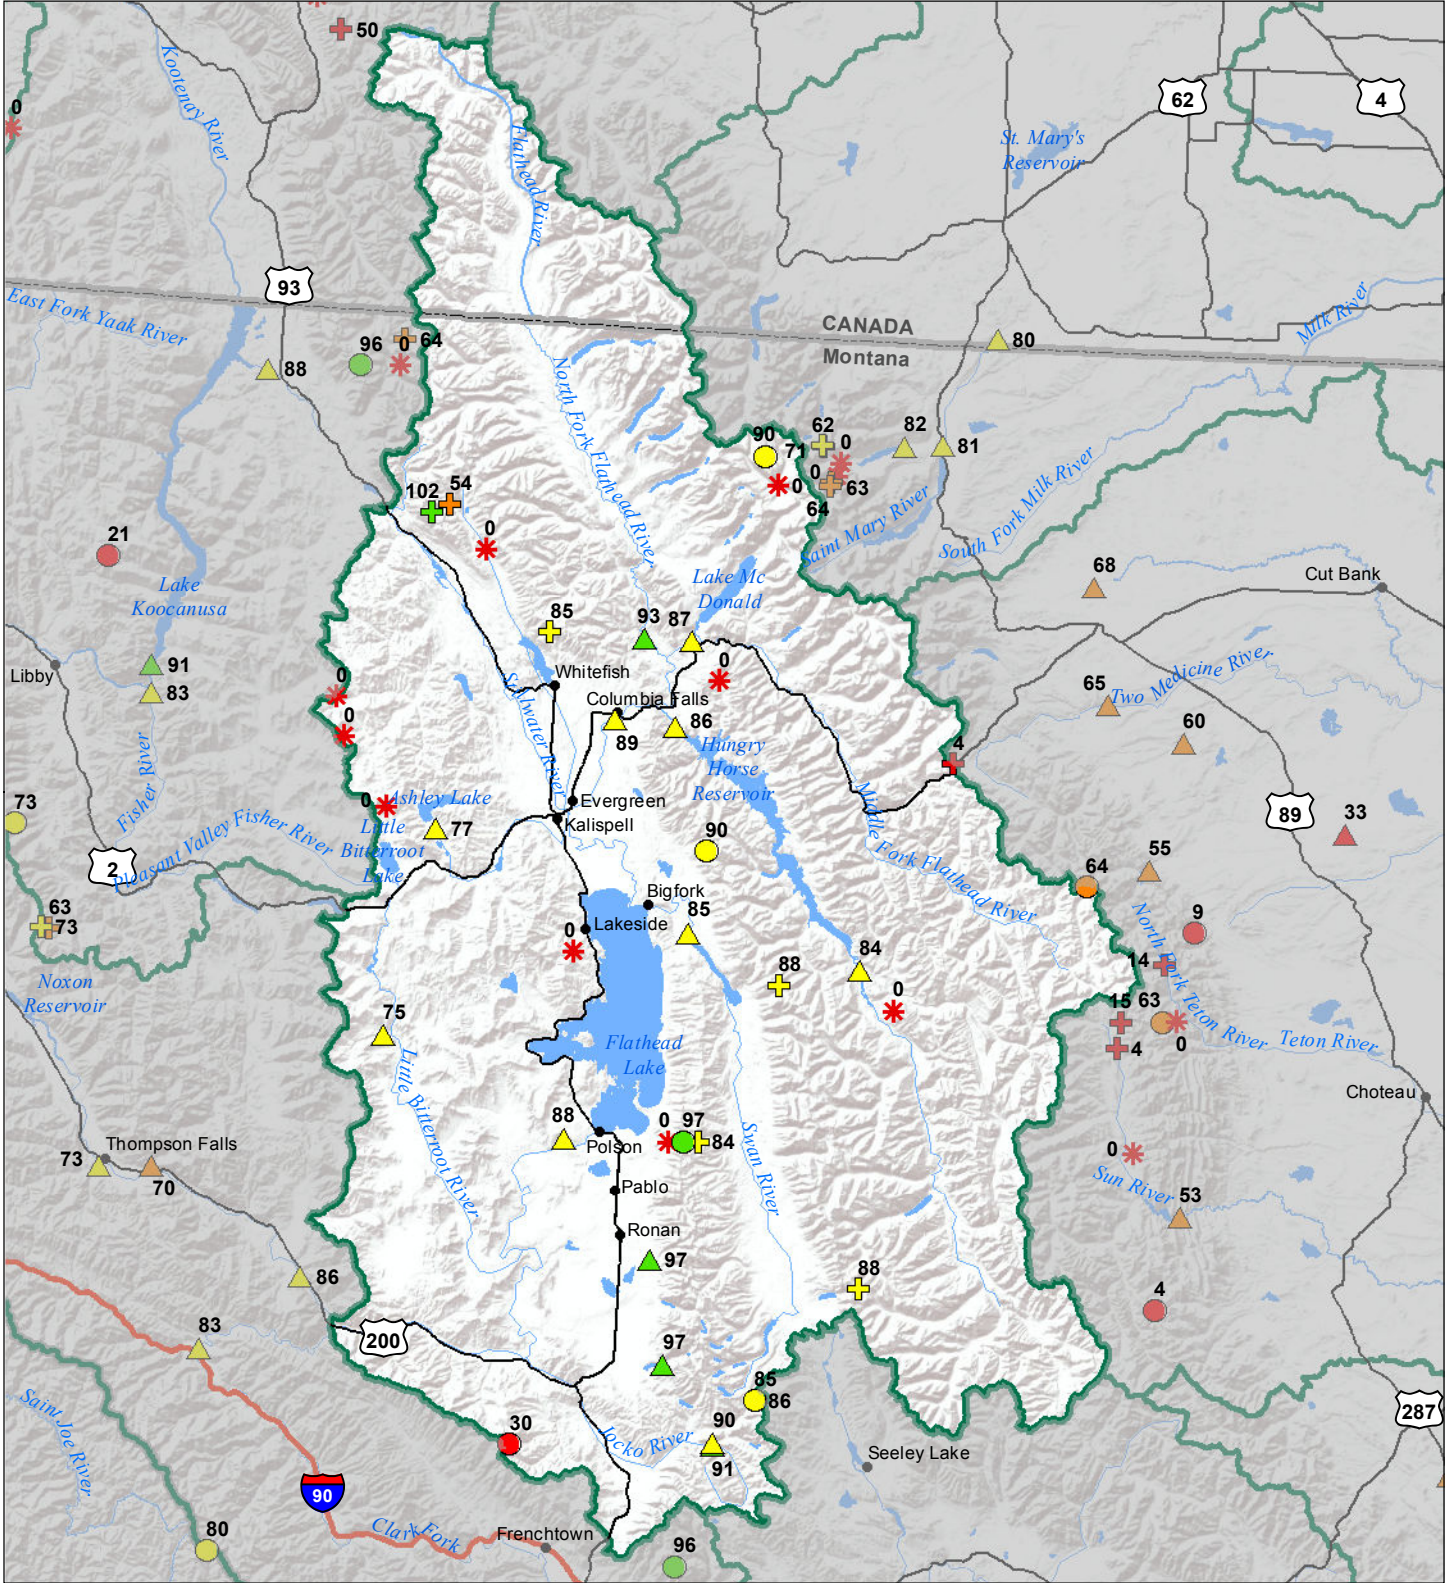 50
Kootenay River
0
62
4
St. Mary's
Reservoir
Flathead River
93
East Fork Yaak River
CANADA
Montana
Milk River
80
96
0
64
88
North Fork Flathead River
62
0
82
81
90
71
0
0
63
64
Saint Mary River
South Fork Milk River
102
54
0
21
Lake
Koocanusa
Lake Mc
Donald
68
Cut Bank
85
93
87
91
83
Libby
0
0
Whitefish
Stillwater River
Columbia Falls
89
86
0
Hungry
Horse
Reservoir
Two Medicine River
65
60
4
Fisher River
73
0
Ashley Lake
Little
Bitterroot
Lake
77
Evergreen
Kalispell
Middle Fork Flathead River
89
33
2
Pleasant Valley Fisher River
90
55
64
63
73
Bigfork
85
Lakeside
0
9
North Fork Teton River
14
Noxon
Reservoir
88
84
0
15
63
0
4
Teton River
75
Little Bitterroot River
Flathead
Lake
Choteau
88
Polson
0
97
84
Swan River
Thompson Falls
73
70
0
Sun River
53
Pablo
Ronan
97
86
88
4
83
200
97
85
86
287
Saint Joe River
30
Jocko River
90
91
Seeley Lake
90
Clark Fork
Frenchtown
80
96